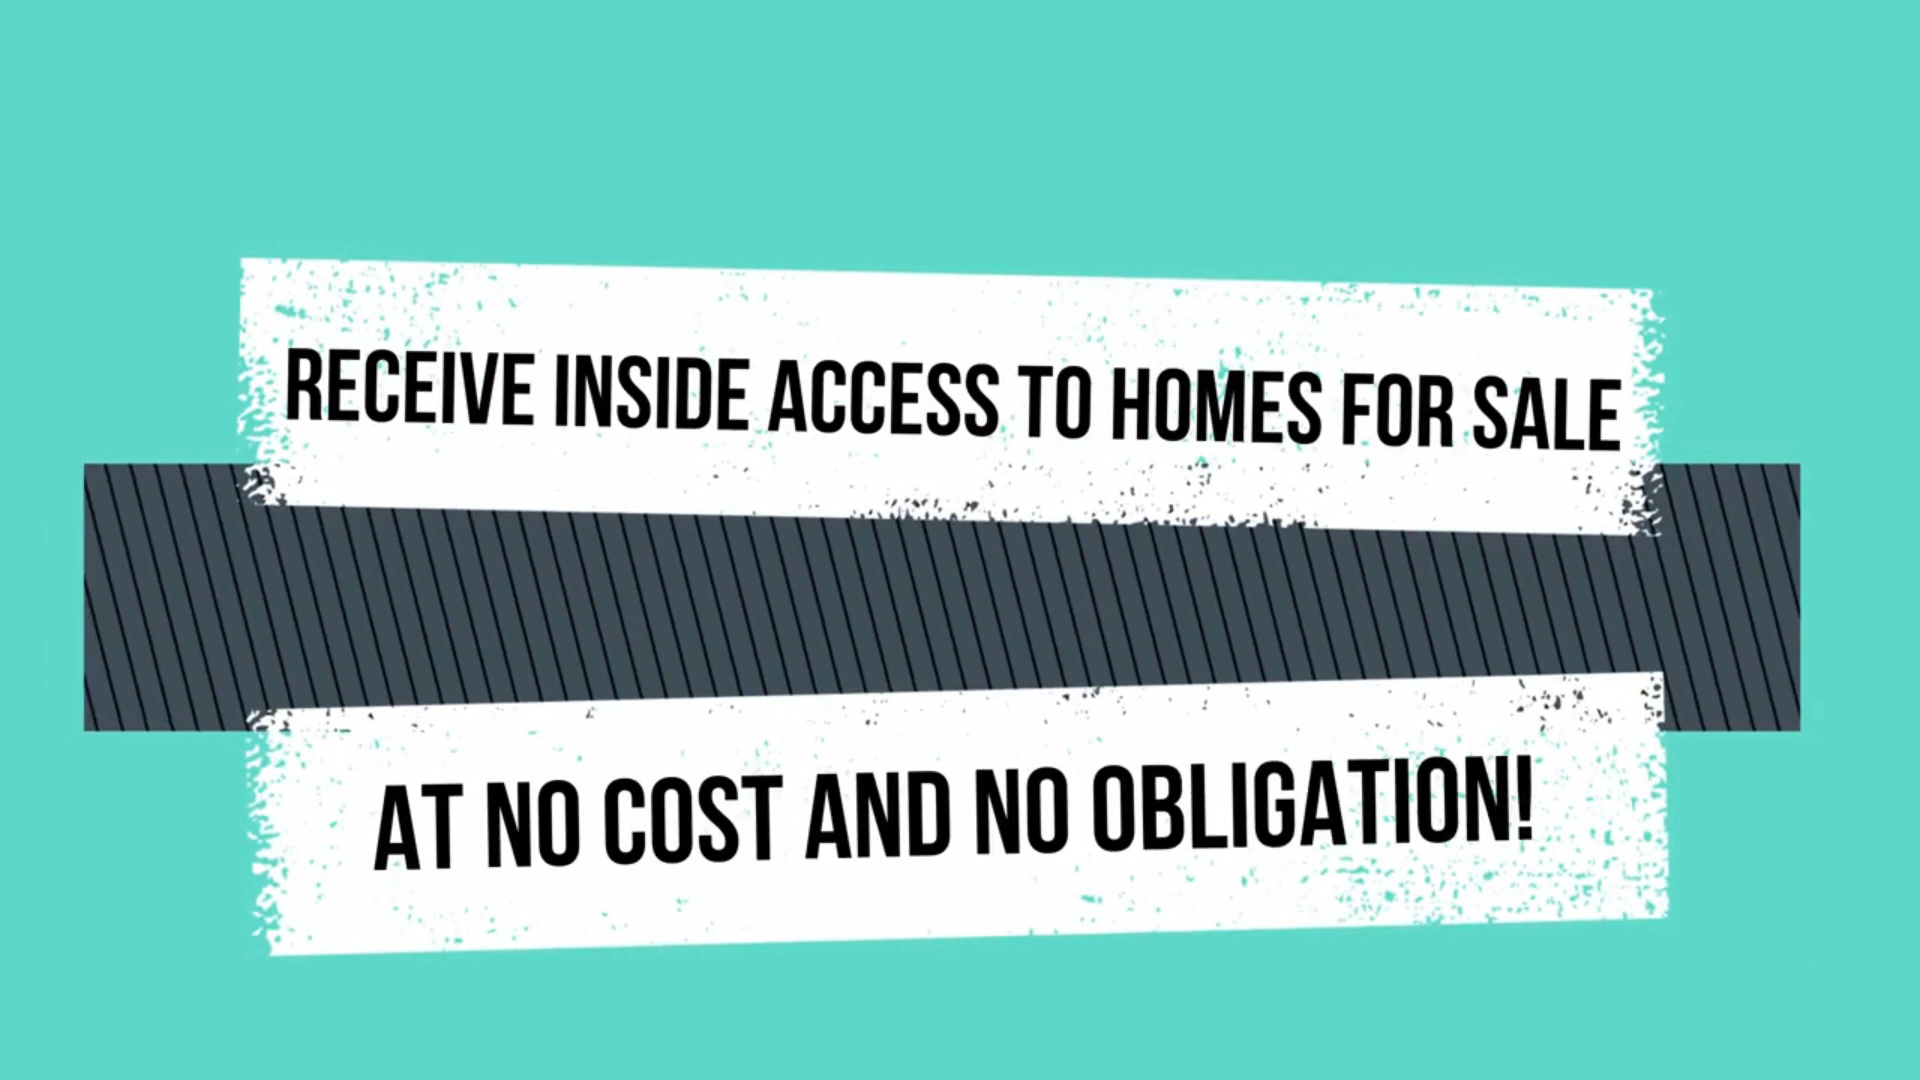 RECEIVE INSIDE ACCESS TO HOMES FOR SALE
AT NO COST AND NO OBLIGATION!